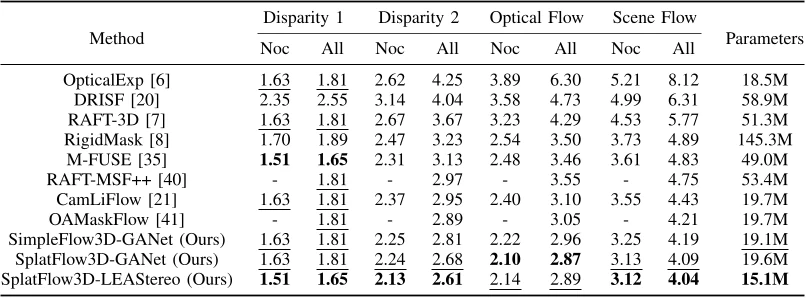 Method Disparity 1 Disparity 2 Optical Flow Scene Flow Parameters
Noc All Noc All Noc All Noc All
OpticalExp [6] 1.63 1.81 2.62 4.25 3.89 6.30 5.21 8.12 18.5M
DRISF [20] 2.35 2.55 3.14 4.04 3.58 4.73 4.99 6.31 58.9M
RAFT-3D [7] 1.63 1.81 2.67 3.67 3.23 4.29 4.53 5.77 51.3M
RigidMask [8] 1.70 1.89 2.47 3.23 2.54 3.50 3.73 4.89 145.3M
M-FUSE [35] 1.51 1.65 2.31 3.13 2.48 3.46 3.61 4.83 49.0M
RAFT-MSF++ [40] - 1.81 - 2.97 - 3.55 - 4.75 53.4M
CamLiFlow [21] 1.63 1.81 2.37 2.95 2.40 3.10 3.55 4.43 19.7M
OAMaskFlow [41] - 1.81 - 2.89 - 3.05 - 4.21 19.7M
SimpleFlow3D-GANet (Ours) 1.63 1.81 2.25 2.81 2.22 2.96 3.25 4.19 19.1M
SplatFlow3D-GANet (Ours) 1.63 1.81 2.24 2.68 2.10 2.87 3.13 4.09 19.6M
SplatFlow3D-LEAStereo (Ours) 1.51 1.65 2.13 2.61 2.14 2.89 3.12 4.04 15.1M